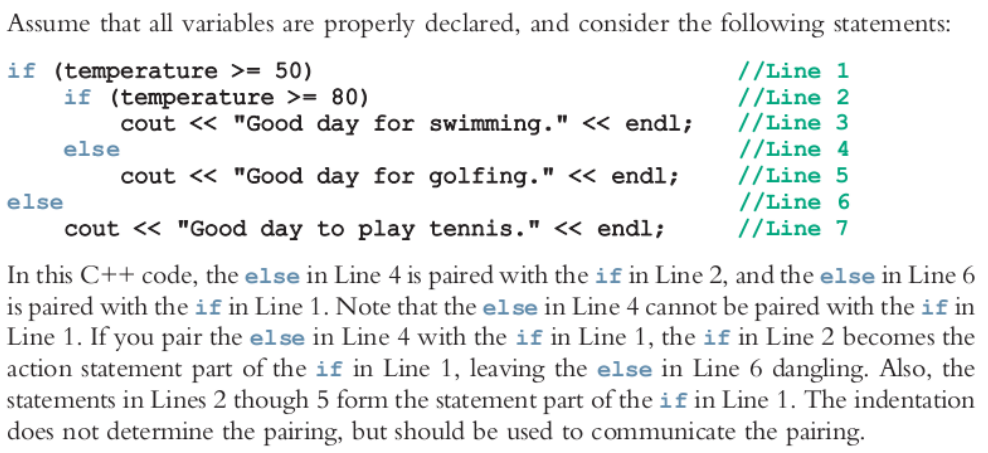 Assume that all variables are properly declared, and consider the following statements:
if (temperature >= 50) //Line 1
if (temperature >= 80) //Line 2
cout << "Good day for swimming." << endl; //Line 3
else //Line 4
cout << "Good day for golfing." << endl; //Line 5
else //Line 6
cout << "Good day to play tennis." << endl; //Line 7
In this C++ code, the else in Line 4 is paired with the if in Line 2, and the else in Line 6
is paired with the if in Line 1. Note that the else in Line 4 cannot be paired with the if in
Line 1. If you pair the else in Line 4 with the if in Line 1, the if in Line 2 becomes the
action statement part of the if in Line 1, leaving the else in Line 6 dangling. Also, the
statements in Lines 2 though 5 form the statement part of the if in Line 1. The indentation
does not determine the pairing, but should be used to communicate the pairing.